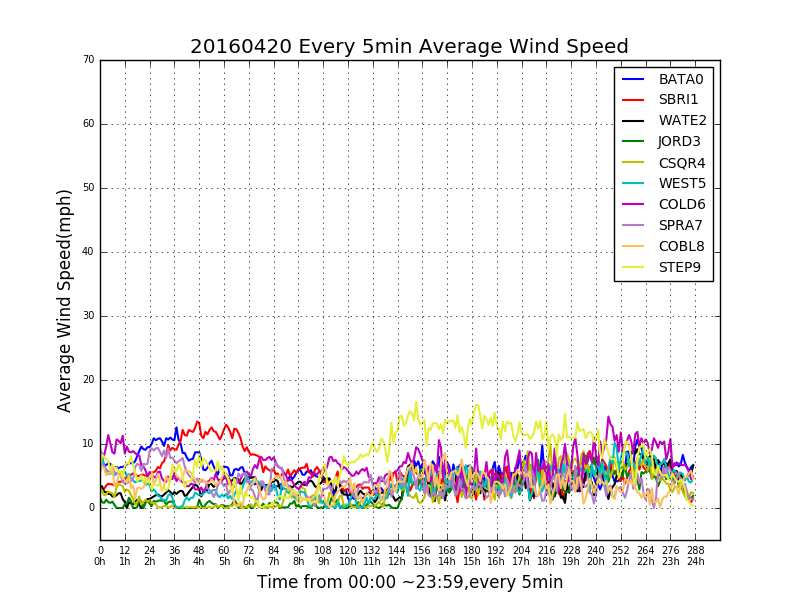 20160420 Every 5min Average Wind Speed
70
60
50
40
30
20
10
0
Average Wind Speed(mph)
BATA0
SBRI1
WATE2
JORD3
CSQR4
WEST5
COLD6
SPRA7
COBL8
STEP9
0 12 24 36 48 60 72 84 96 108 120 132 144 156 168 180 192 204 216 228 240 252 264 276 288
0h 1h 2h 3h 4h 5h 6h 7h 8h 9h 10h 11h 12h 13h 14h 15h 16h 17h 18h 19h 20h 21h 22h 23h 24h
Time from 00:00 ~23:59,every 5min